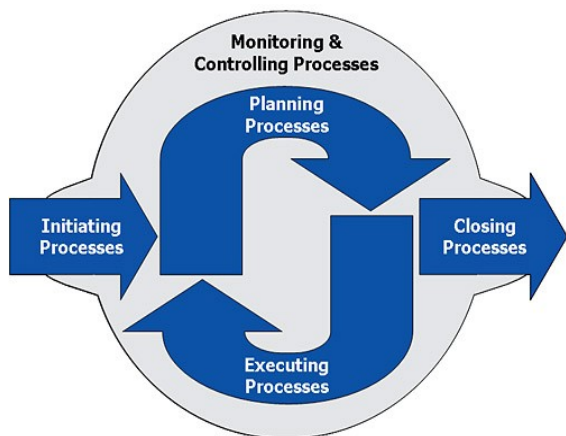 Monitoring &
Controlling Processes
Planning
Processes
Initiating
Processes
Closing
Processes
Executing
Processes